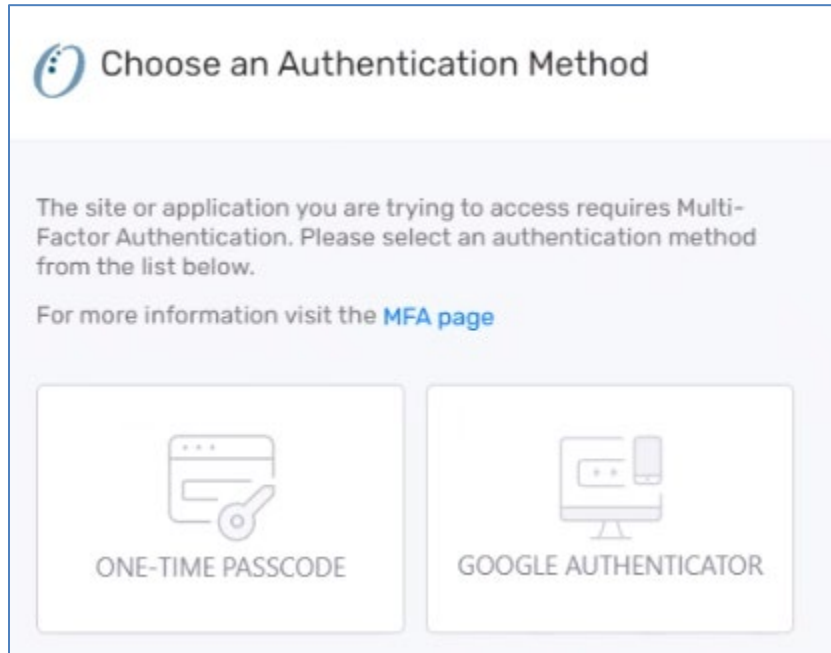 Choose an Authentication Method
The site or application you are trying to access requires Multi-
Factor Authentication. Please select an authentication method
from the list below.
For more information visit the MFA page
ONE-TIME PASSCODE
GOOGLE AUTHENTICATOR